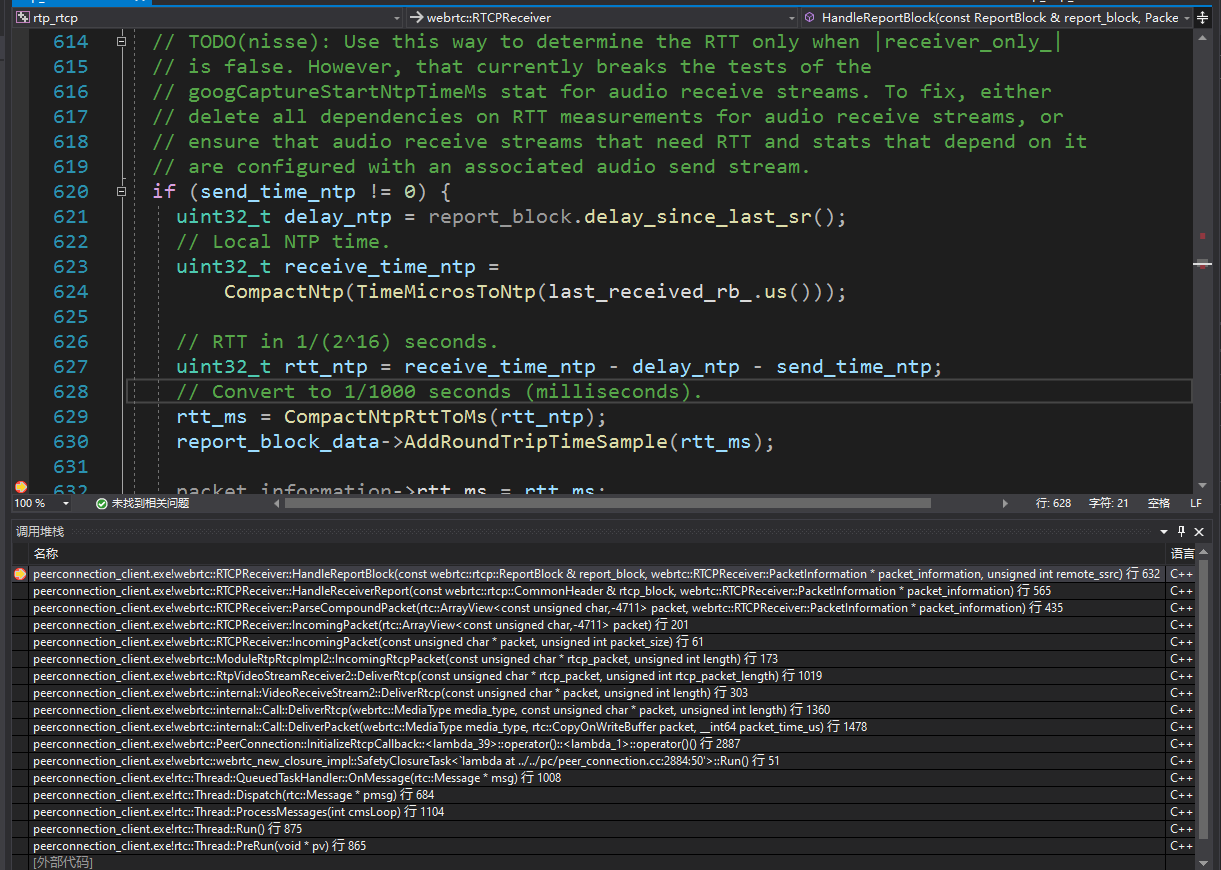 rtp_rtcp
webrtc::RTCPReceiver
HandleReportBlock(const ReportBlock & report_block, Packe
614 // TODO(nisse): Use this way to determine the RTT only when |receiver_only_|
615 // is false. However, that currently breaks the tests of the
616 // googCaptureStartNtpTimeMs stat for audio receive streams. To fix, either
617 // delete all dependencies on RTT measurements for audio receive streams, or
618 // ensure that audio receive streams that need RTT and stats that depend on it
619 // are configured with an associated audio send stream.
620 if (send_time_ntp != 0) {
621 uint32_t delay_ntp = report_block.delay_since_last_sr();
622 // Local NTP time.
623 uint32_t receive_time_ntp =
624 CompactNtp(TimeMicrosToNtp(last_received_rb_.us()));
625
626 // RTT in 1/(2^16) seconds.
627 uint32_t rtt_ntp = receive_time_ntp - delay_ntp - send_time_ntp;
628 // Convert to 1/1000 seconds (milliseconds).
629 rtt_ms = CompactNtpRttToMs(rtt_ntp);
630 report_block_data->AddRoundTripTimeSample(rtt_ms);
631
632 packet_information->rtt_ms = rtt_ms;
100 % 未找到相关问题 行: 628 字符: 21 空格 LF
调用堆栈
名称 语言
peerconnection_client.exe!webrtc::RTCPReceiver::HandleReportBlock(const webrtc::rtcp::ReportBlock & report_block, webrtc::RTCPReceiver::PacketInformation * packet_information, unsigned int remote_ssrc) 行 632 C++
peerconnection_client.exe!webrtc::RTCPReceiver::HandleReceiverReport(const webrtc::rtcp::CommonHeader & rtcp_block, webrtc::RTCPReceiver::PacketInformation * packet_information) 行 565 C++
peerconnection_client.exe!webrtc::RTCPReceiver::ParseCompoundPacket(rtc::ArrayView<const unsigned char,-4711> packet, webrtc::RTCPReceiver::PacketInformation * packet_information) 行 435 C++
peerconnection_client.exe!webrtc::RTCPReceiver::IncomingPacket(rtc::ArrayView<const unsigned char,-4711> packet) 行 201 C++
peerconnection_client.exe!webrtc::RTCPReceiver::IncomingPacket(const unsigned char * packet, unsigned int packet_size) 行 61 C++
peerconnection_client.exe!webrtc::ModuleRtpRtcpImpl2::IncomingRtcpPacket(const unsigned char * rtcp_packet, unsigned int length) 行 173 C++
peerconnection_client.exe!webrtc::RtpVideoStreamReceiver2::DeliverRtcp(const unsigned char * rtcp_packet, unsigned int rtcp_packet_length) 行 1019 C++
peerconnection_client.exe!webrtc::internal::VideoReceiveStream2::DeliverRtcp(const unsigned char * packet, unsigned int length) 行 303 C++
peerconnection_client.exe!webrtc::internal::Call::DeliverRtcp(webrtc::MediaType media_type, const unsigned char * packet, unsigned int length) 行 1360 C++
peerconnection_client.exe!webrtc::internal::Call::DeliverPacket(webrtc::MediaType media_type, rtc::CopyOnWriteBuffer packet, __int64 packet_time_us) 行 1478 C++
peerconnection_client.exe!webrtc::PeerConnection::InitializeRtcpCallback::<lambda_39>::operator()::<lambda_1>::operator()() 行 2887 C++
peerconnection_client.exe!webrtc::webrtc_new_closure_impl::SafetyClosureTask<`lambda at ../../pc/peer_connection.cc:2884:50'>::Run() 行 51 C++
peerconnection_client.exe!rtc::Thread::QueuedTaskHandler::OnMessage(rtc::Message * msg) 行 1008 C++
peerconnection_client.exe!rtc::Thread::Dispatch(rtc::Message * pmsg) 行 684 C++
peerconnection_client.exe!rtc::Thread::ProcessMessages(int cmsLoop) 行 1104 C++
peerconnection_client.exe!rtc::Thread::Run() 行 875 C++
peerconnection_client.exe!rtc::Thread::PreRun(void * pv) 行 865 C++
[外部代码]